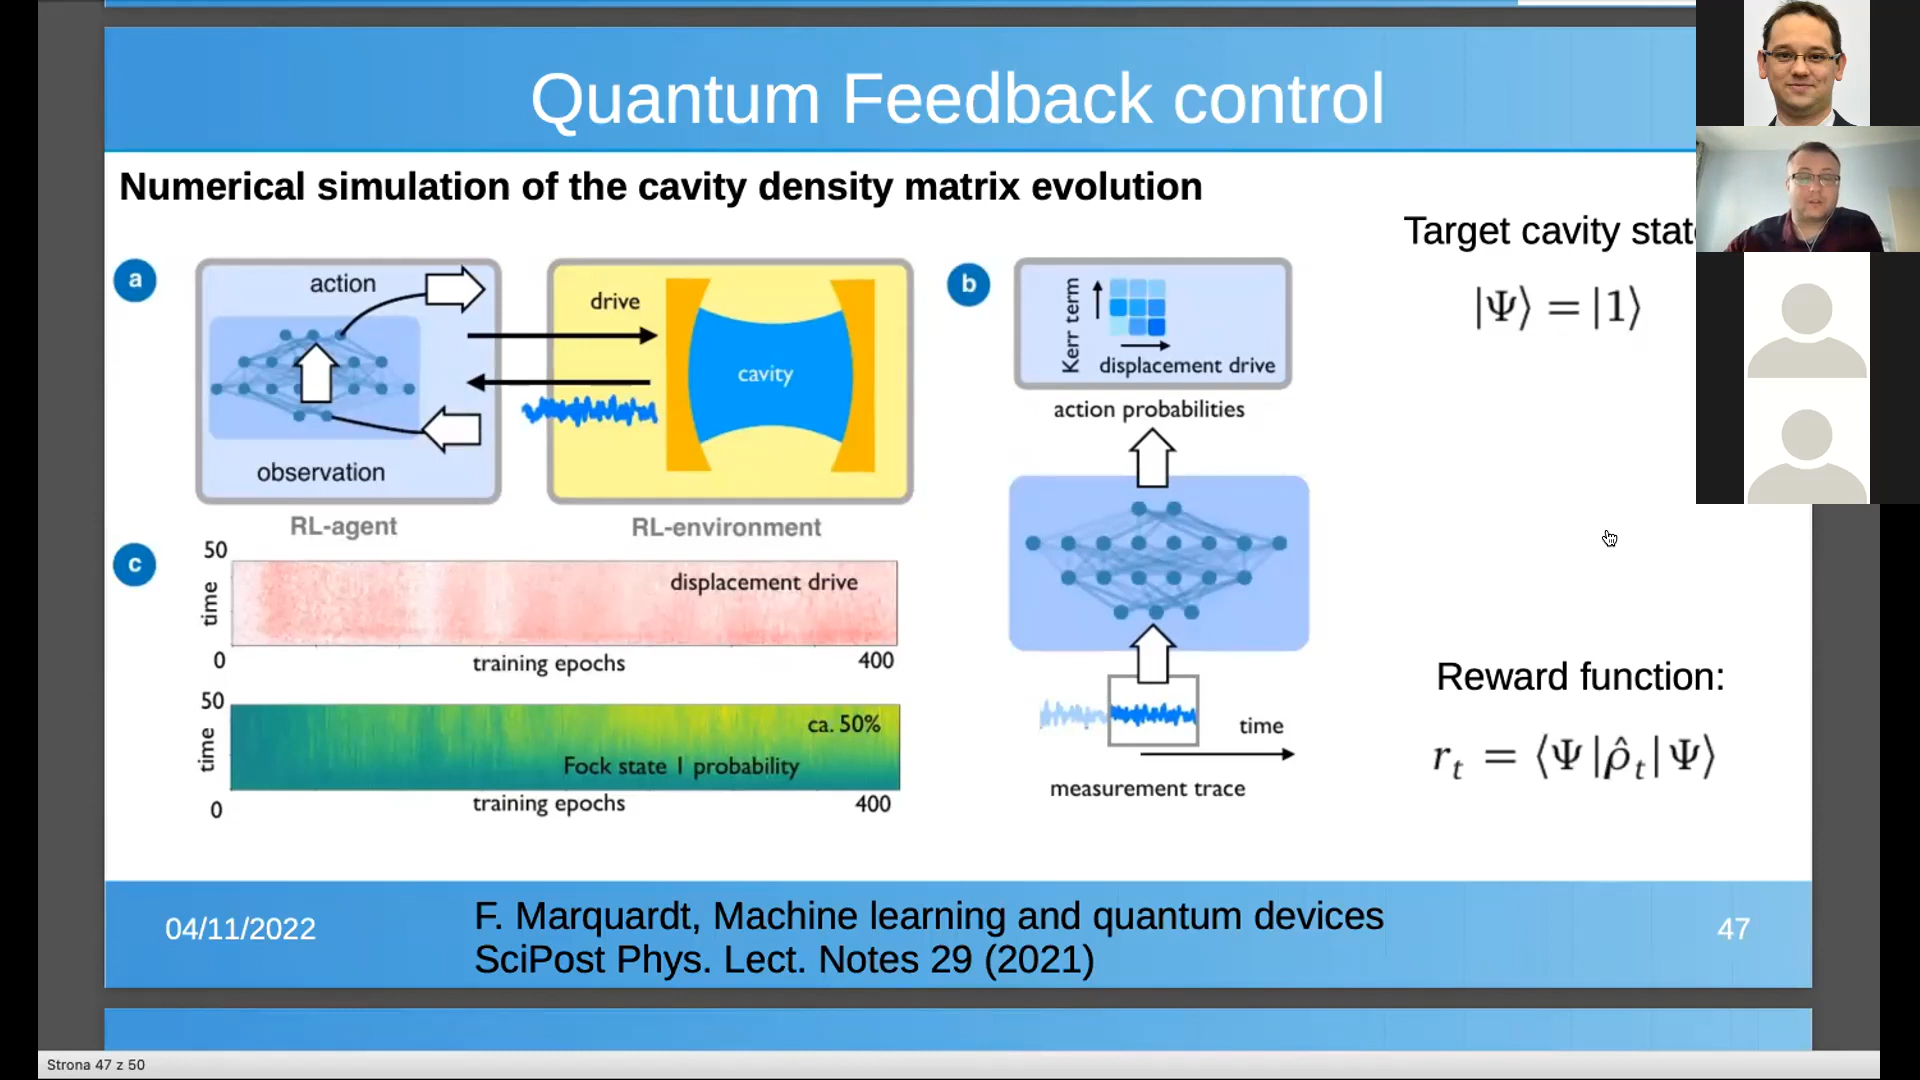 Quantum Feedback control
Numerical simulation of the cavity density matrix evolution
Target cavity stat
|Ψ⟩ = |1⟩
a
action
observation
RL-agent
drive
cavity
RL-environment
b
Kerr term
displacement drive
action probabilities
time
measurement trace
c
50
time
0
displacement drive
training epochs
400
50
time
0
ca. 50%
Fock state 1 probability
training epochs
400
Reward function:
r_t = ⟨Ψ|ρ̂_t|Ψ⟩
04/11/2022
F. Marquardt, Machine learning and quantum devices
SciPost Phys. Lect. Notes 29 (2021)
47
Strona 47 z 50